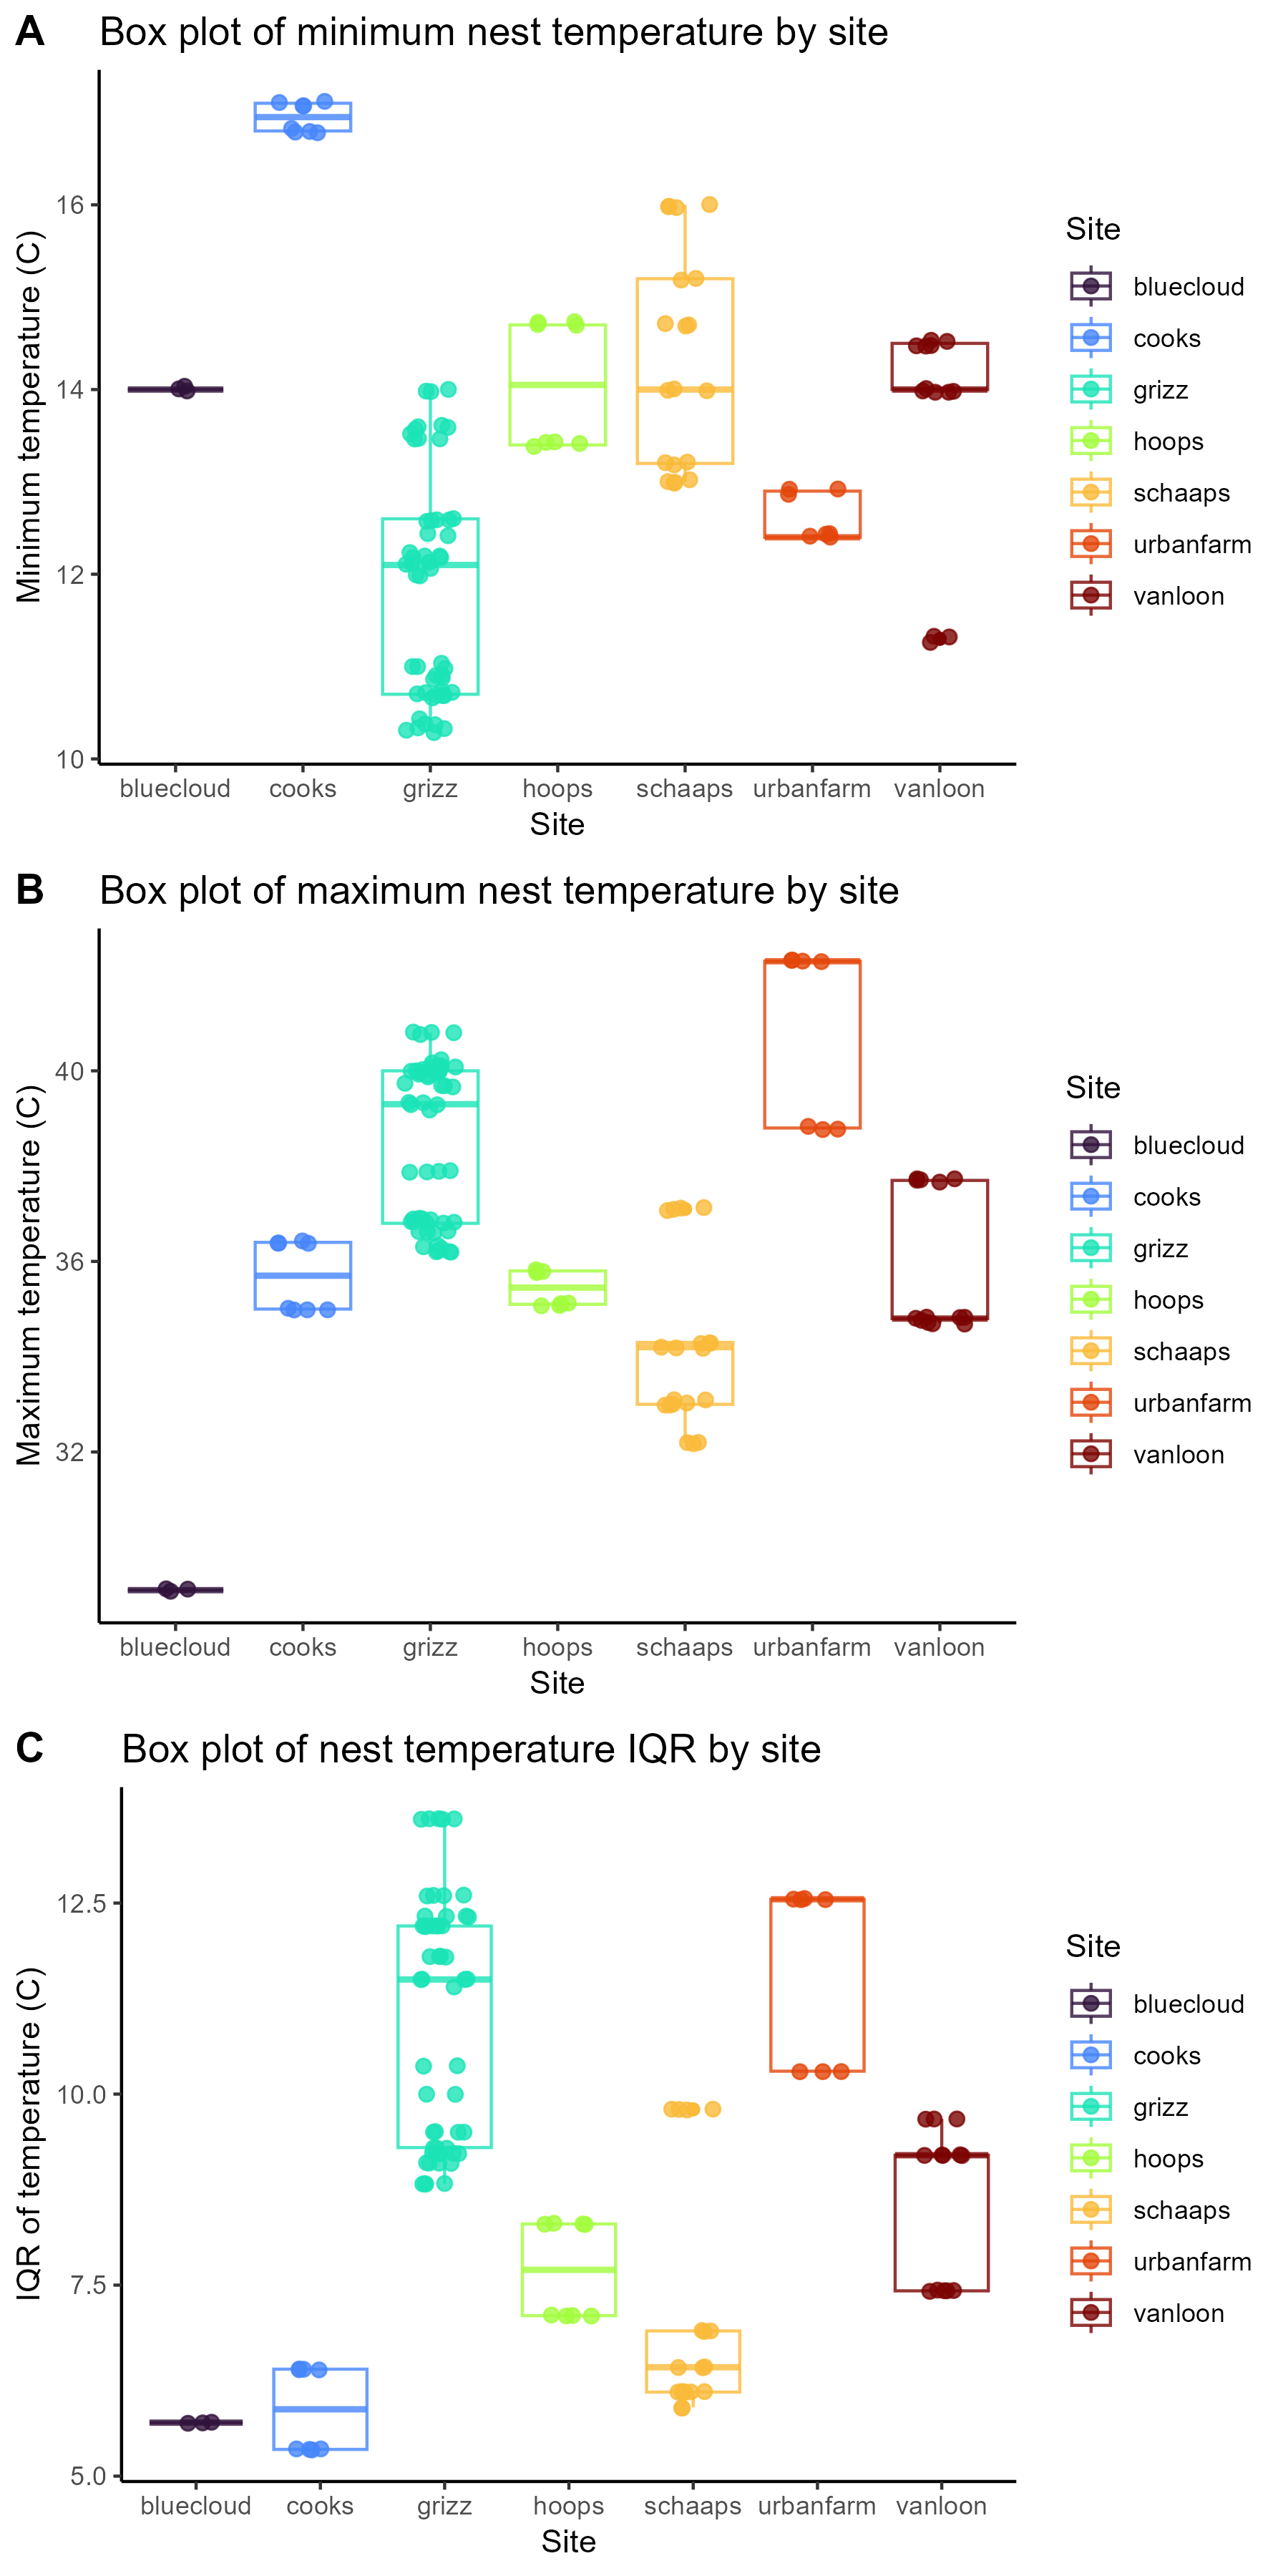 A Box plot of minimum nest temperature by site
Minimum temperature (C)
16
14
12
10
bluecloud cooks grizz hoops schaaps urbanfarm vanloon
Site
Site
bluecloud
cooks
grizz
hoops
schaaps
urbanfarm
vanloon
B Box plot of maximum nest temperature by site
Maximum temperature (C)
40
36
32
bluecloud cooks grizz hoops schaaps urbanfarm vanloon
Site
Site
bluecloud
cooks
grizz
hoops
schaaps
urbanfarm
vanloon
C Box plot of nest temperature IQR by site
IQR of temperature (C)
12.5
10.0
7.5
5.0
bluecloud cooks grizz hoops schaaps urbanfarm vanloon
Site
Site
bluecloud
cooks
grizz
hoops
schaaps
urbanfarm
vanloon